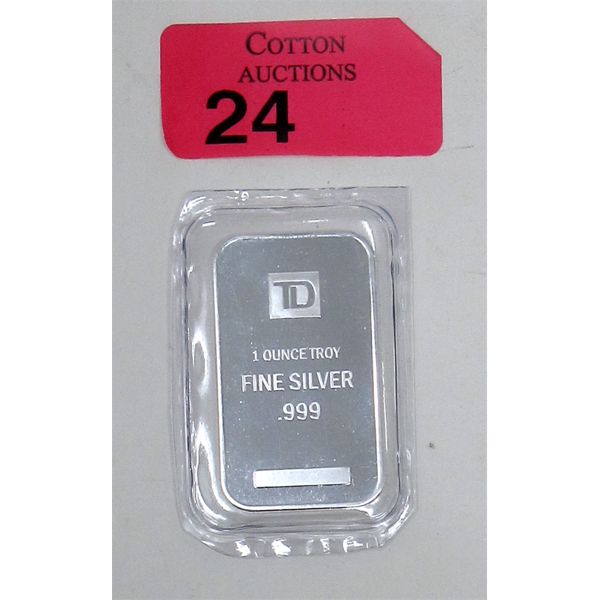 COTTON
AUCTIONS
24
TD
1 OUNCE TROY
FINE SILVER
.999